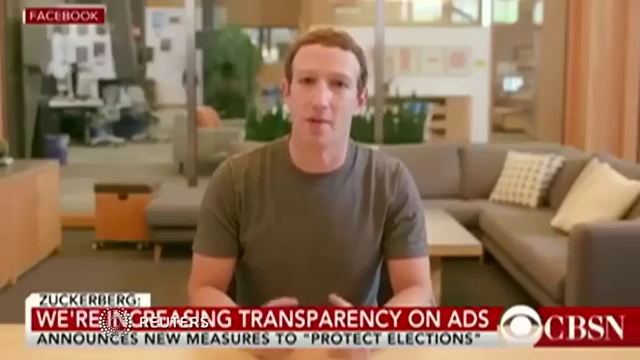 FACEBOOK
ZUCKERBERG:
WE'RE INCREASING TRANSPARENCY ON ADS
REUTERS
ANNOUNCES NEW MEASURES TO "PROTECT ELECTIONS"
CBSN